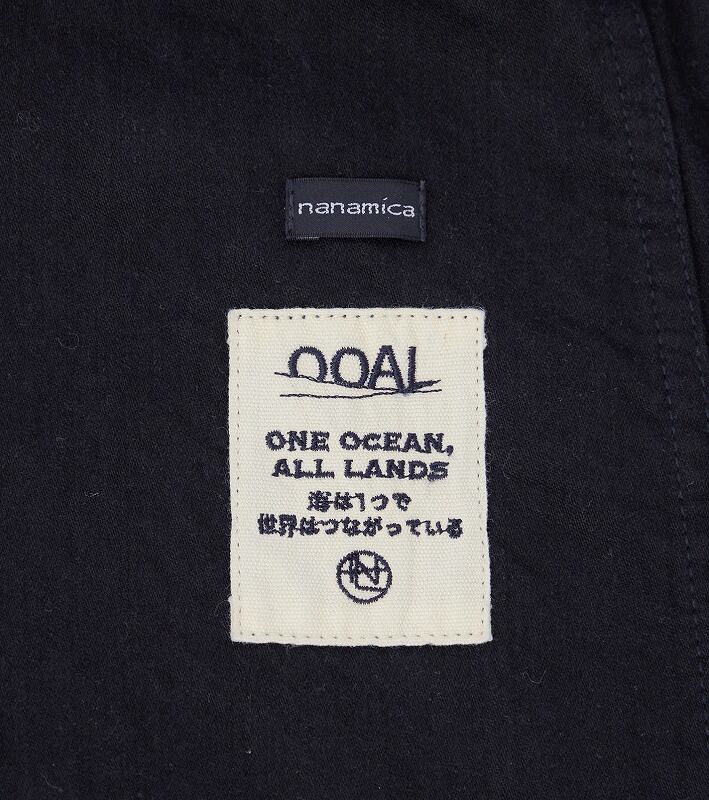 nanamica
OOAL
ONE OCEAN,
ALL LANDS
海は1つで
世界はつながっている